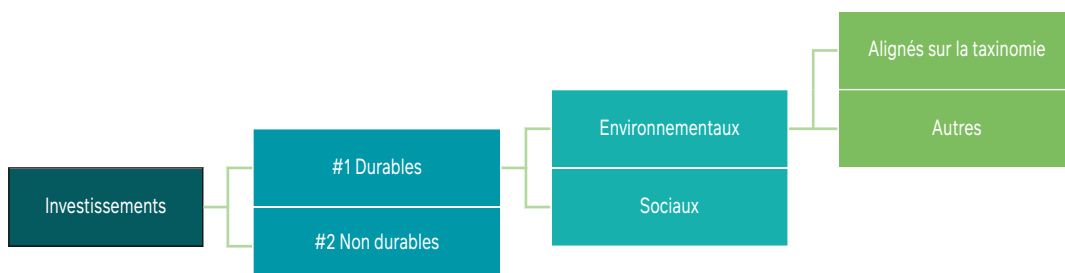 Investissements
#1 Durables
#2 Non durables
Environnementaux
Sociaux
Alignés sur la taxinomie
Autres